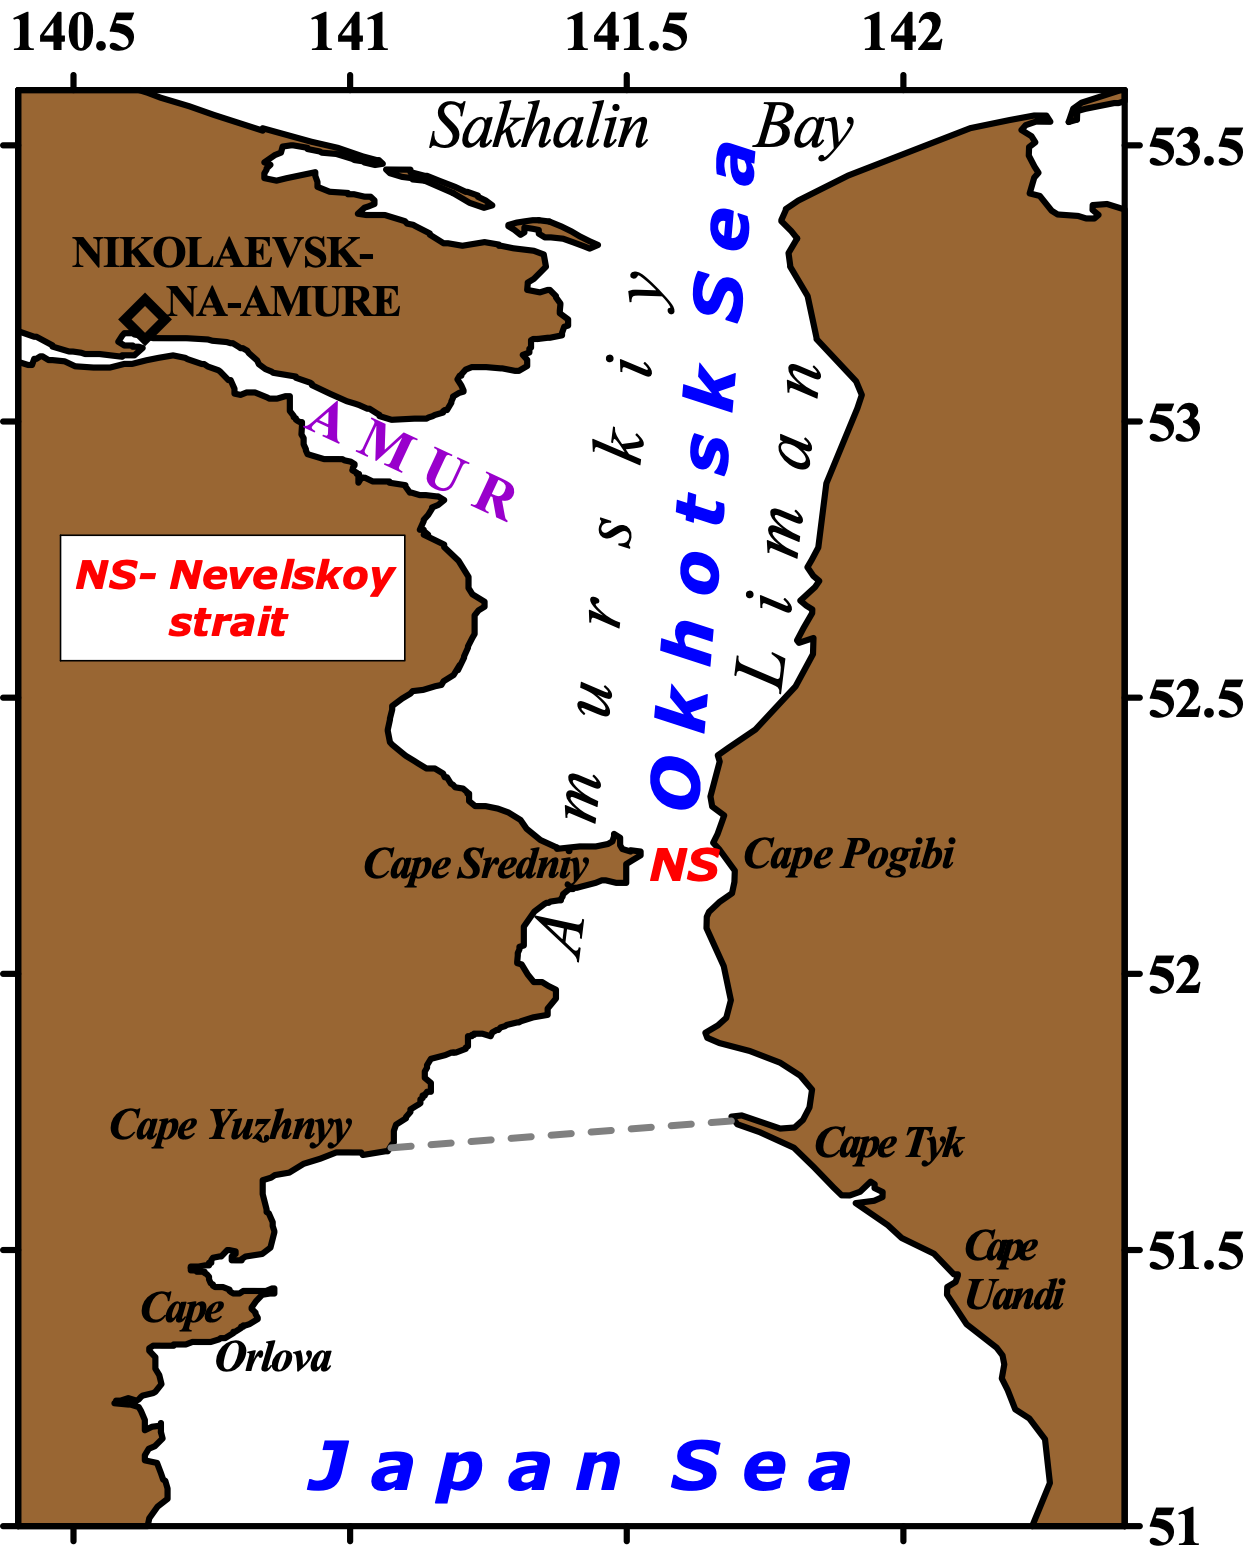 140.5 141 141.5 142
Sakhalin Bay
53.5
NIKOLAEVSK-
NA-AMURE
Amurskiy
Liman
Okhotsk Sea
53
AMUR
NS- Nevelskoy
strait
52.5
Cape Sredniy
NS
Cape Pogibi
52
Cape Yuzhnyy
Cape Tyk
51.5
Cape
Uandi
Cape
Orlova
Japan Sea
51